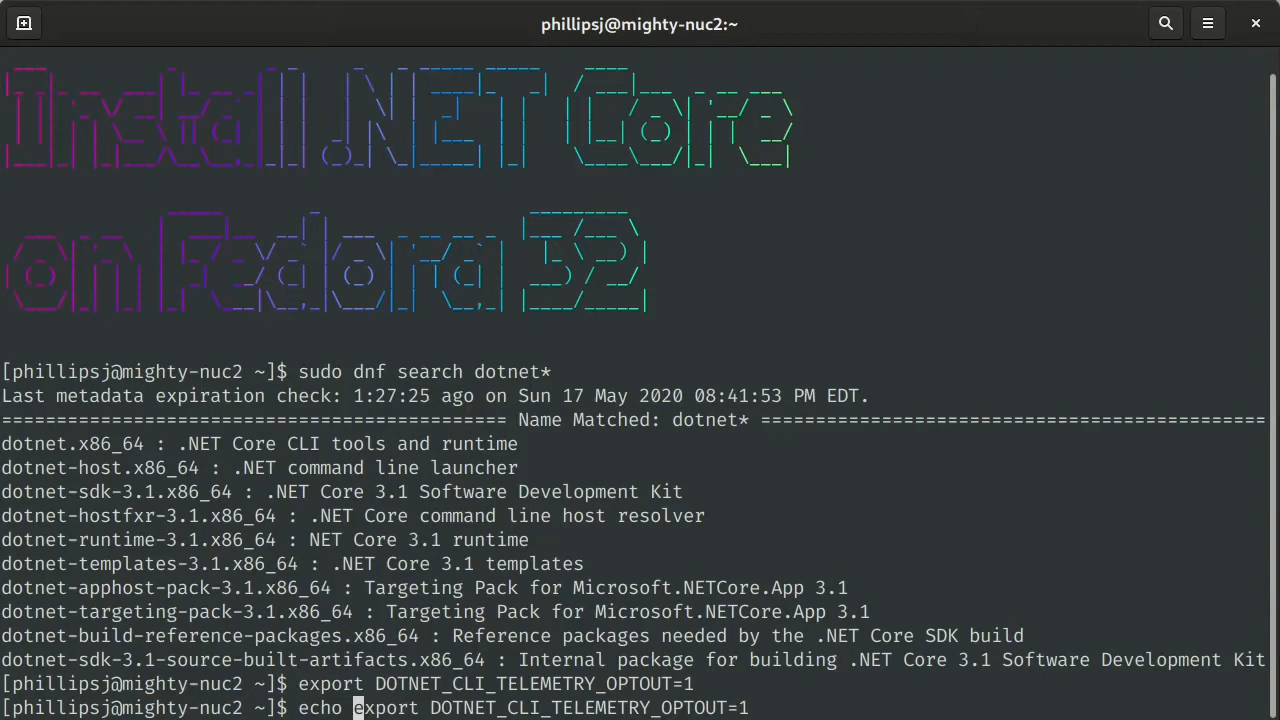 phillipsj@mighty-nuc2:~
Install .NET Core
on Fedora 32
[phillipsj@mighty-nuc2 ~]$ sudo dnf search dotnet*
Last metadata expiration check: 1:27:25 ago on Sun 17 May 2020 08:41:53 PM EDT.
============================================== Name Matched: dotnet* ==============================================
dotnet.x86_64 : .NET Core CLI tools and runtime
dotnet-host.x86_64 : .NET command line launcher
dotnet-sdk-3.1.x86_64 : .NET Core 3.1 Software Development Kit
dotnet-hostfxr-3.1.x86_64 : .NET Core command line host resolver
dotnet-runtime-3.1.x86_64 : NET Core 3.1 runtime
dotnet-templates-3.1.x86_64 : .NET Core 3.1 templates
dotnet-apphost-pack-3.1.x86_64 : Targeting Pack for Microsoft.NETCore.App 3.1
dotnet-targeting-pack-3.1.x86_64 : Targeting Pack for Microsoft.NETCore.App 3.1
dotnet-build-reference-packages.x86_64 : Reference packages needed by the .NET Core SDK build
dotnet-sdk-3.1-source-built-artifacts.x86_64 : Internal package for building .NET Core 3.1 Software Development Kit
[phillipsj@mighty-nuc2 ~]$ export DOTNET_CLI_TELEMETRY_OPTOUT=1
[phillipsj@mighty-nuc2 ~]$ echo export DOTNET_CLI_TELEMETRY_OPTOUT=1